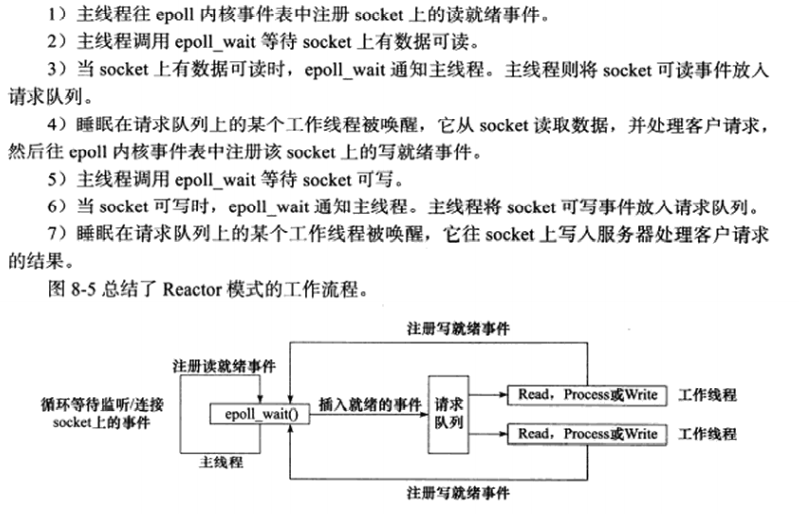 1）主线程往 epoll 内核事件表中注册 socket 上的读就绪事件。
2）主线程调用 epoll_wait 等待 socket 上有数据可读。
3）当 socket 上有数据可读时，epoll_wait 通知主线程。主线程则将 socket 可读事件放入
请求队列。
4）睡眠在请求队列上的某个工作线程被唤醒，它从 socket 读取数据，并处理客户请求，
然后往 epoll 内核事件表中注册该 socket 上的写就绪事件。
5）主线程调用 epoll_wait 等待 socket 可写。
6）当 socket 可写时，epoll_wait 通知主线程。主线程将 socket 可写事件放入请求队列。
7）睡眠在请求队列上的某个工作线程被唤醒，它往 socket 上写入服务器处理客户请求
的结果。
图 8-5 总结了 Reactor 模式的工作流程。
注册写就绪事件
注册读就绪事件
循环等待监听/连接
socket上的事件
epoll_wait()
主线程
插入就绪的事件
请求
队列
Read，Process或Write
工作线程
Read，Process或Write
工作线程
注册写就绪事件